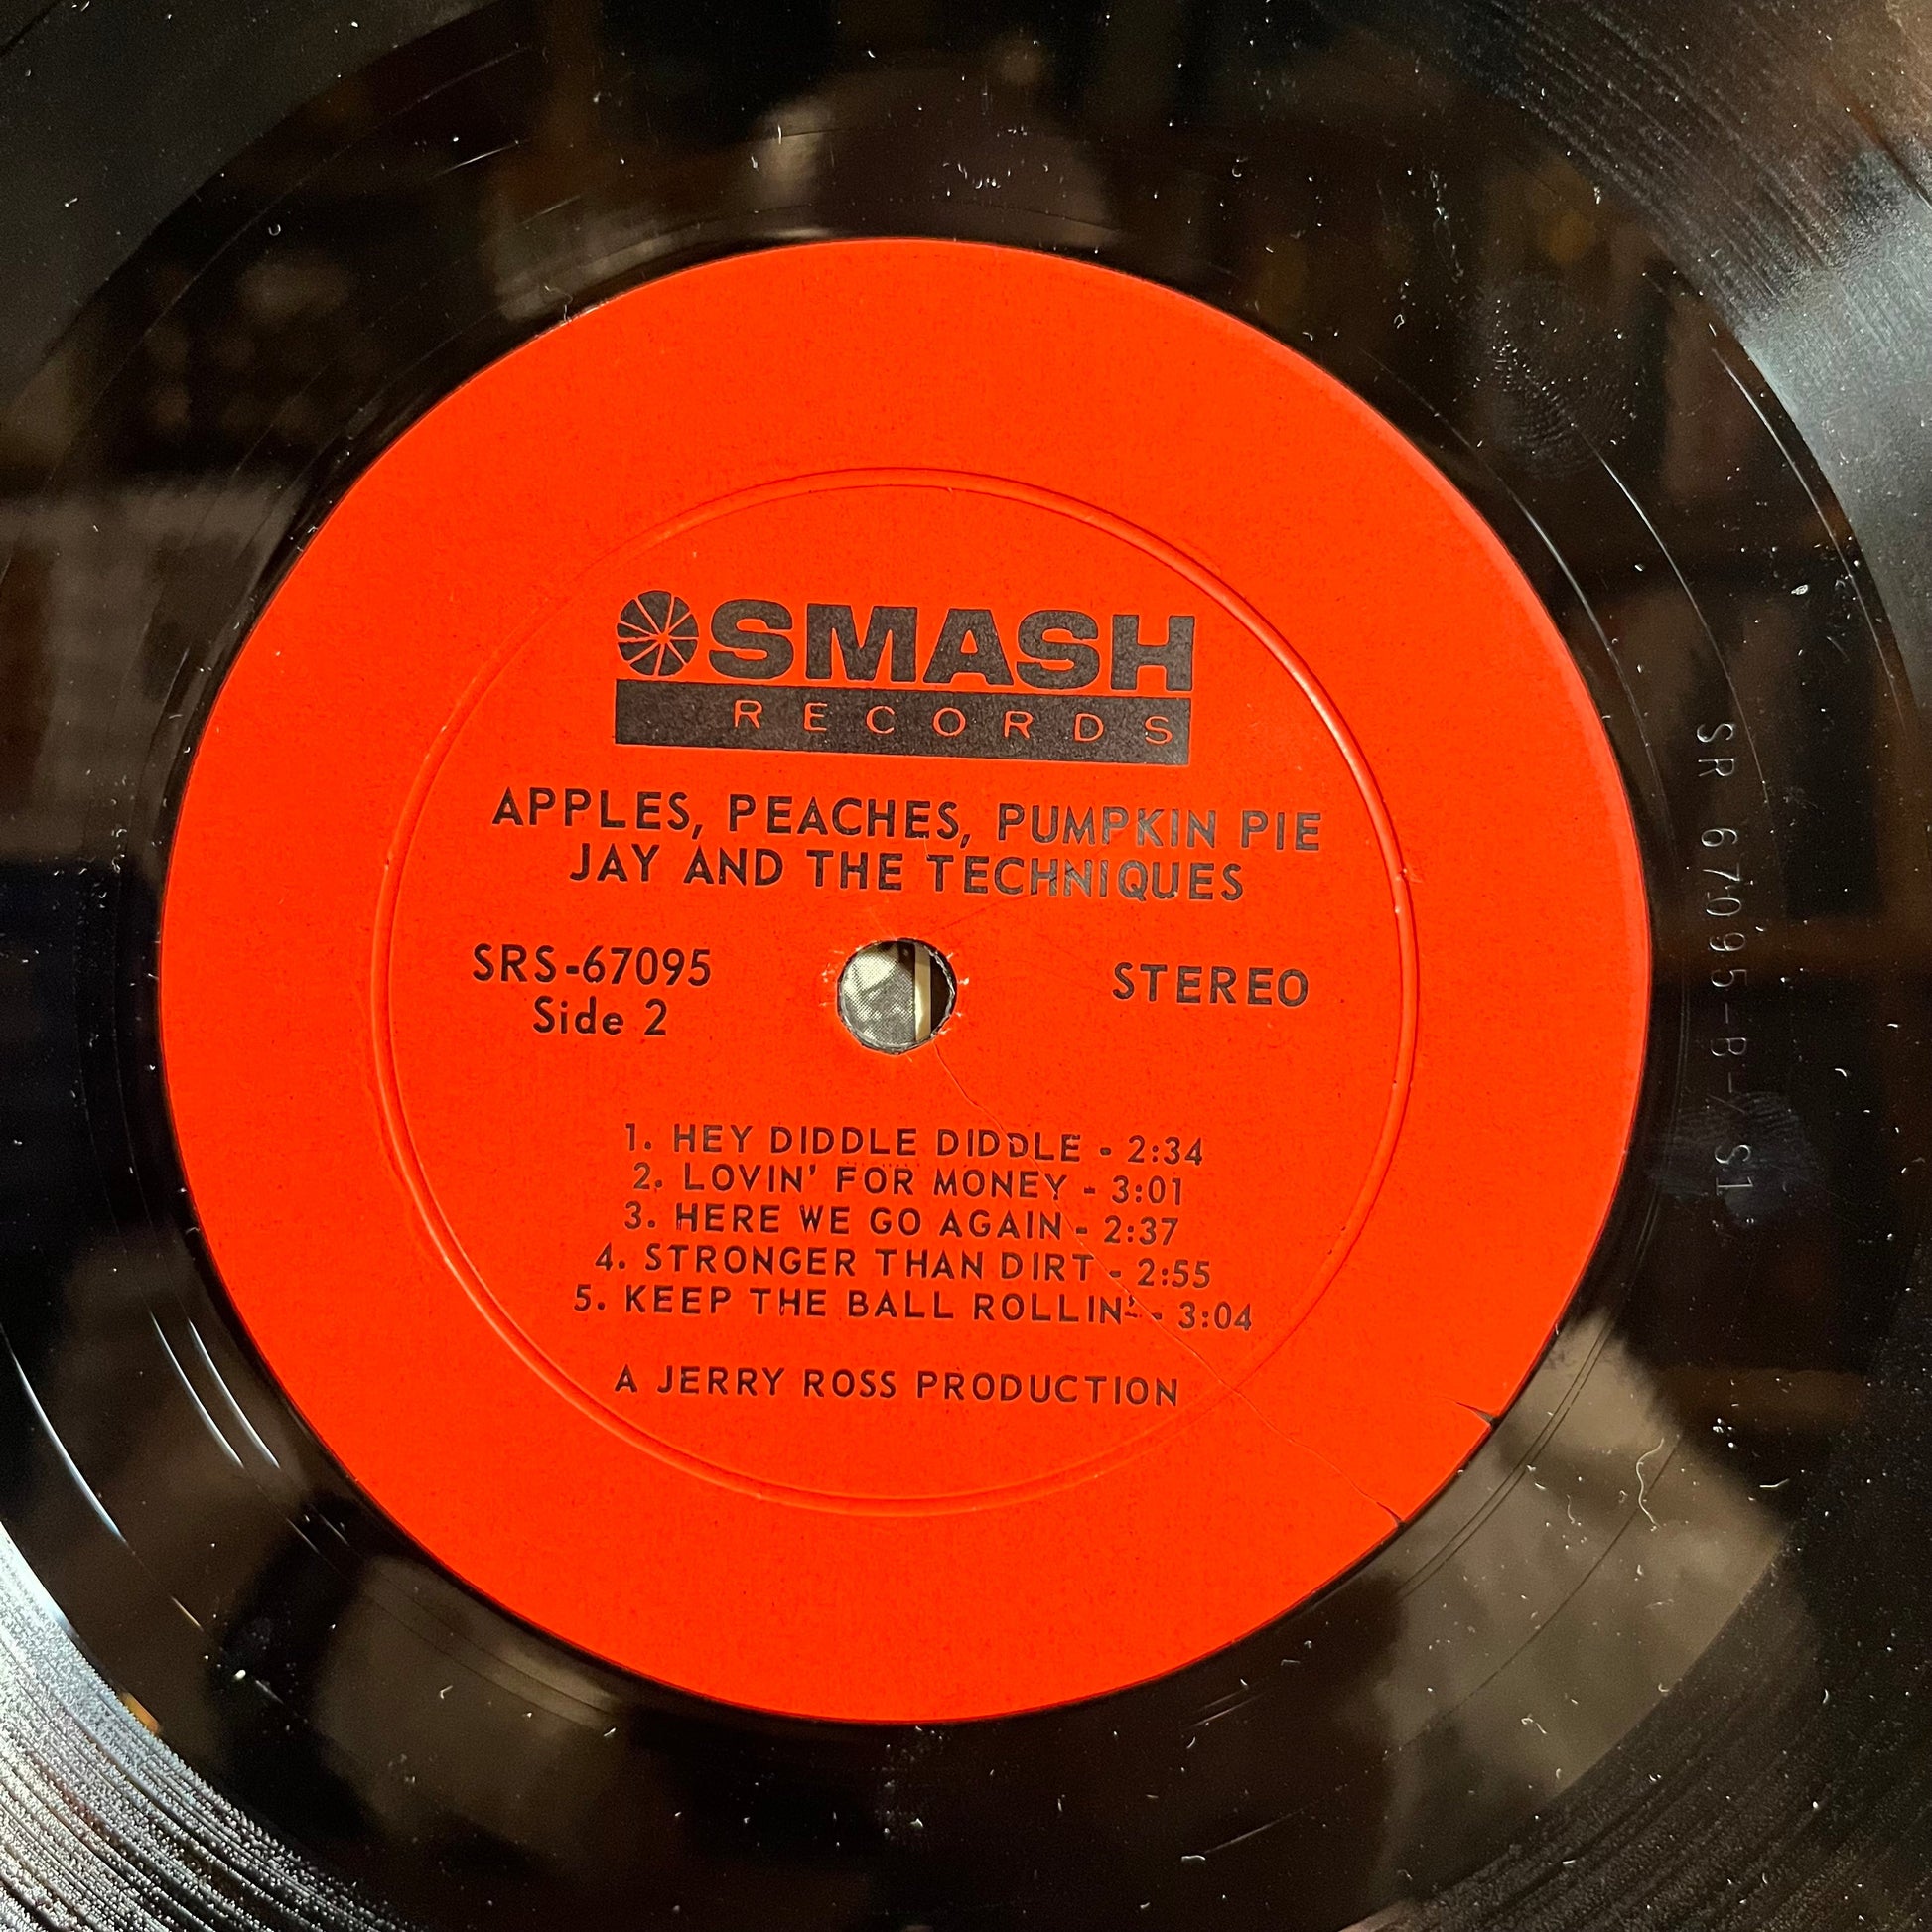 SMASH
RECORDS
APPLES, PEACHES, PUMPKIN PIE
JAY AND THE TECHNIQUES
SRS-67095
Side 2
STEREO
1. HEY DIDDLE DIDDLE - 2:34
2. LOVIN' FOR MONEY - 3:01
3. HERE WE GO AGAIN - 2:37
4. STRONGER THAN DIRT - 2:55
5. KEEP THE BALL ROLLIN' - 3:04
A JERRY ROSS PRODUCTION
SR 67095-B-